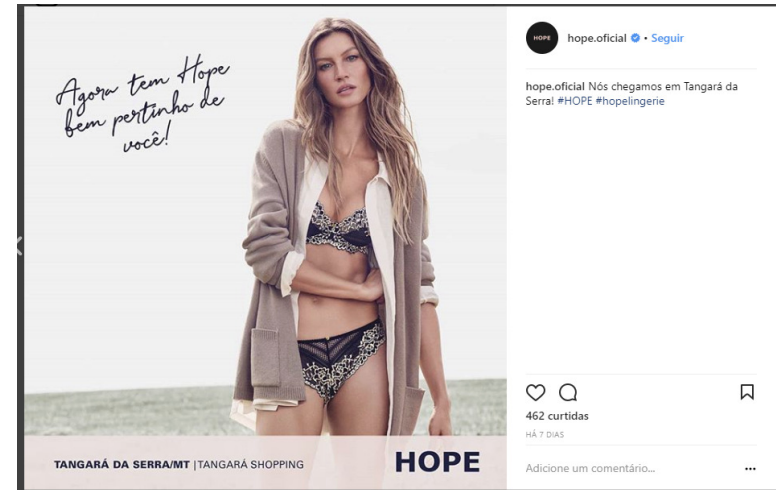 Agora tem Hope
bem pertinho de
você!
TANGARÁ DA SERRA/MT |TANGARÁ SHOPPING
HOPE
HOPE
hope.oficial • Seguir
hope.oficial Nós chegamos em Tangará da
Serra! #HOPE #hopelingerie
462 curtidas
HÁ 7 DIAS
Adicione um comentário...